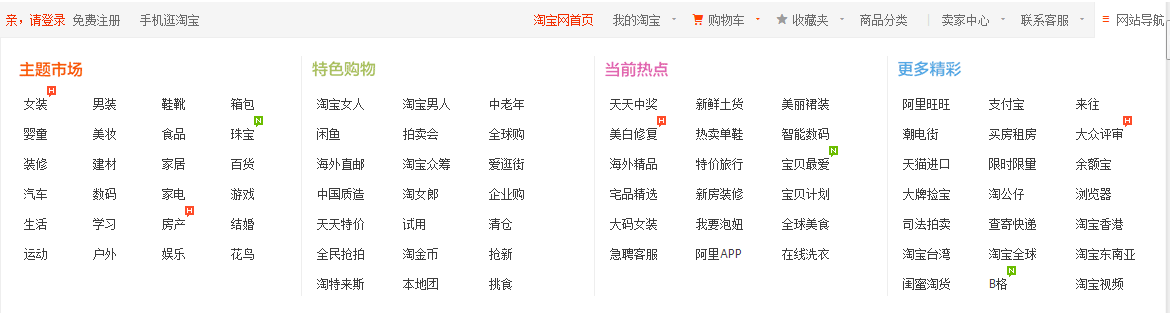 亲，请登录 免费注册 手机逛淘宝 淘宝网首页 我的淘宝 购物车 收藏夹 商品分类 卖家中心 联系客服 网站导航
主题市场 特色购物 当前热点 更多精彩
女装 H 男装 鞋靴 箱包 淘宝女人 淘宝男人 中老年 天天中奖 新鲜土货 美丽裙装 阿里旺旺 支付宝 来往
婴童 美妆 食品 珠宝 N 闲鱼 拍卖会 全球购 美白修复 H 热卖单鞋 智能数码 潮电街 买房租房 大众评审 H
装修 建材 家居 百货 海外直邮 淘宝众筹 爱逛街 海外精品 特价旅行 宝贝最爱 N 天猫进口 限时限量 余额宝
汽车 数码 家电 游戏 中国质造 淘女郎 企业购 宅品精选 新房装修 宝贝计划 大牌捡宝 淘公仔 浏览器
生活 学习 房产 H 结婚 天天特价 试用 清仓 大码女装 我要泡妞 全球美食 司法拍卖 查寄快递 淘宝香港
运动 户外 娱乐 花鸟 全民抢拍 淘金币 抢新 急聘客服 阿里APP 在线洗衣 淘宝台湾 淘宝全球 淘宝东南亚
淘特来斯 本地团 挑食 闺蜜淘货 B格 N 淘宝视频